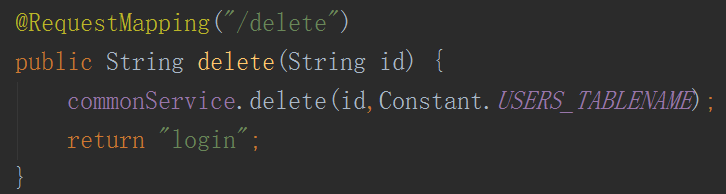 @RequestMapping("/delete")
public String delete(String id) {
commonService.delete(id,Constant.USERS_TABLENAME);
return "login";
}